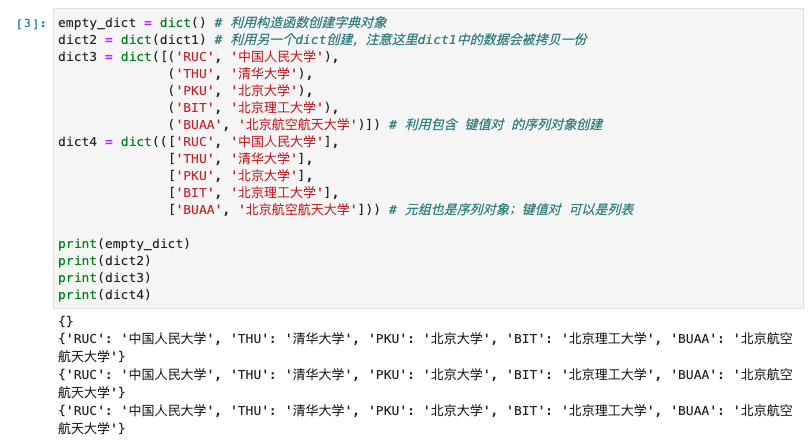 [3]: empty_dict = dict() # 利用构造函数创建字典对象
dict2 = dict(dict1) # 利用另一个dict创建，注意这里dict1中的数据会被拷贝一份
dict3 = dict([('RUC', '中国人民大学'),
('THU', '清华大学'),
('PKU', '北京大学'),
('BIT', '北京理工大学'),
('BUAA', '北京航空航天大学')]) # 利用包含 键值对 的序列对象创建
dict4 = dict((['RUC', '中国人民大学'],
['THU', '清华大学'],
['PKU', '北京大学'],
['BIT', '北京理工大学'],
['BUAA', '北京航空航天大学'])) # 元组也是序列对象；键值对 可以是列表
print(empty_dict)
print(dict2)
print(dict3)
print(dict4)
{}
{'RUC': '中国人民大学', 'THU': '清华大学', 'PKU': '北京大学', 'BIT': '北京理工大学', 'BUAA': '北京航空
航天大学'}
{'RUC': '中国人民大学', 'THU': '清华大学', 'PKU': '北京大学', 'BIT': '北京理工大学', 'BUAA': '北京航空
航天大学'}
{'RUC': '中国人民大学', 'THU': '清华大学', 'PKU': '北京大学', 'BIT': '北京理工大学', 'BUAA': '北京航空
航天大学'}